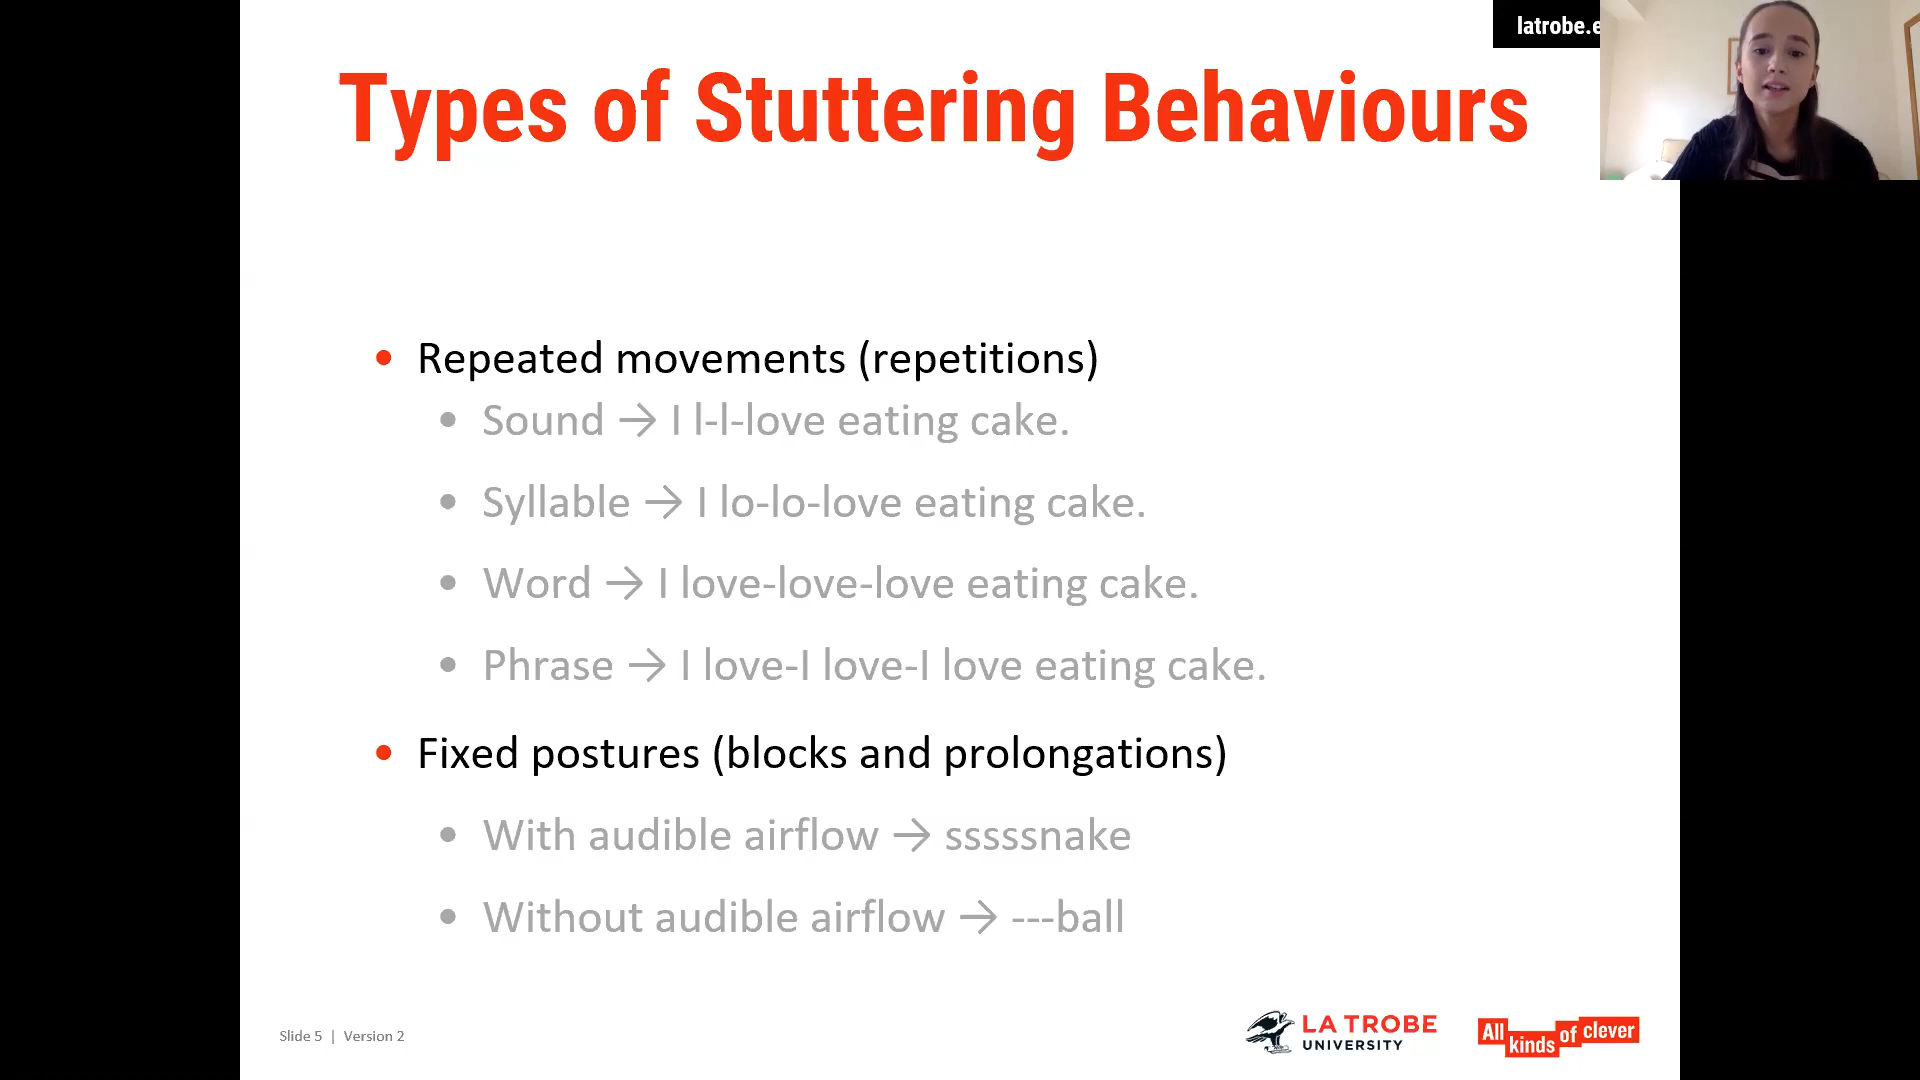 latrobe.e
Types of Stuttering Behaviours
• Repeated movements (repetitions)
• Sound → I l-l-love eating cake.
• Syllable → I lo-lo-love eating cake.
• Word → I love-love-love eating cake.
• Phrase → I love-I love-I love eating cake.
• Fixed postures (blocks and prolongations)
• With audible airflow → sssssnake
• Without audible airflow → ---ball
Slide 5 | Version 2
LA TROBE
UNIVERSITY
All kinds of clever